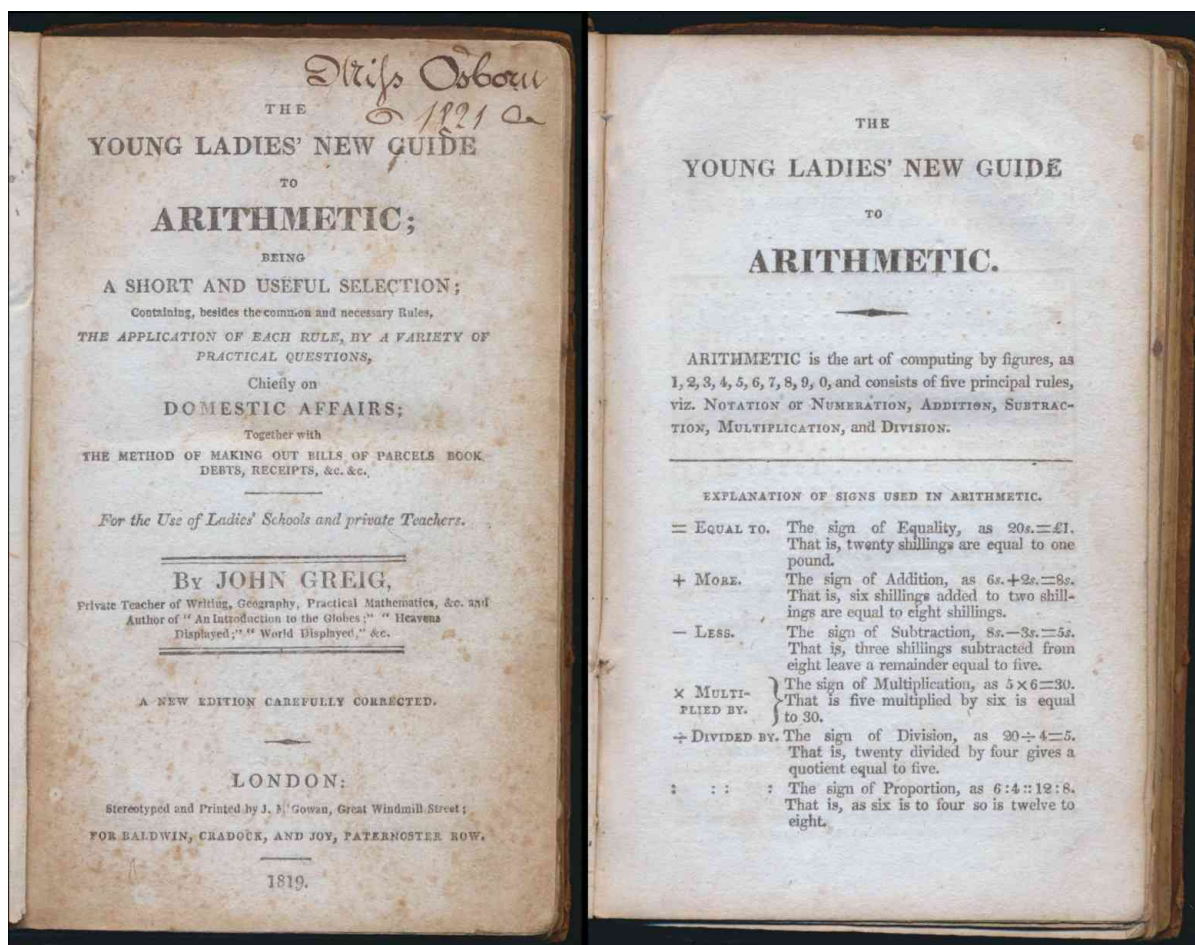 Miss Osborn
1821
THE
YOUNG LADIES' NEW GUIDE
TO
ARITHMETIC;
BEING
A SHORT AND USEFUL SELECTION;
Containing, besides the common and necessary Rules,
THE APPLICATION OF EACH RULE, BY A VARIETY OF
PRACTICAL QUESTIONS,
Chiefly on
DOMESTIC AFFAIRS;
Together with
THE METHOD OF MAKING OUT BILLS OF PARCELS BOOK
DEBTS, RECEIPTS, &c. &c.
For the Use of Ladies' Schools and private Teachers.
By JOHN GREIG,
Private Teacher of Writing, Geography, Practical Mathematics, &c. and
Author of "An Introduction to the Globes;" "Heavens
Displayed;" "World Displayed," &c.
A NEW EDITION CAREFULLY CORRECTED.
LONDON:
Stereotyped and Printed by J. M'Gowan, Great Windmill Street;
FOR BALDWIN, CRADOCK, AND JOY, PATERNOSTER ROW.
1819.
THE
YOUNG LADIES' NEW GUIDE
TO
ARITHMETIC.
ARITHMETIC is the art of computing by figures, as
1, 2, 3, 4, 5, 6, 7, 8, 9, 0, and consists of five principal rules,
viz. NOTATION or NUMERATION, ADDITION, SUBTRAC-
TION, MULTIPLICATION, and DIVISION.
EXPLANATION OF SIGNS USED IN ARITHMETIC.
= EQUAL TO. The sign of Equality, as 20s.=£1.
That is, twenty shillings are equal to one
pound.
+ MORE. The sign of Addition, as 6s.+2s.=8s.
That is, six shillings added to two shill-
ings are equal to eight shillings.
− LESS. The sign of Subtraction, 8s.−3s.=5s.
That is, three shillings subtracted from
eight leave a remainder equal to five.
× MULTI- The sign of Multiplication, as 5×6=30.
PLIED BY. That is five multiplied by six is equal
to 30.
÷ DIVIDED BY. The sign of Division, as 20÷4=5.
That is, twenty divided by four gives a
quotient equal to five.
: :: : The sign of Proportion, as 6:4::12:8.
That is, as six is to four so is twelve to
eight.